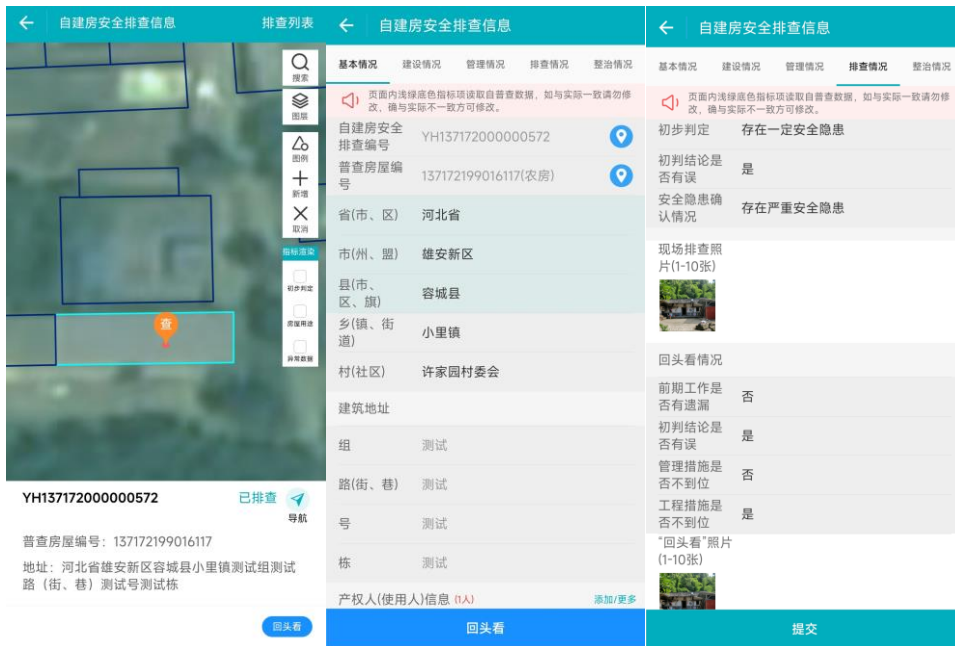 自建房安全排查信息
排查列表
搜索
图层
图例
新增
取消
指标渲染
初步判定
房屋用途
异常数据
查
YH137172000000572
已排查
导航
普查房屋编号：137172199016117
地址：河北省雄安新区容城县小里镇测试组测试
路（街、巷）测试号测试栋
回头看
自建房安全排查信息
基本情况 建设情况 管理情况 排查情况 整治情况
页面内浅绿底色指标项读取自普查数据，如与实际一致请勿修
改，确与实际不一致方可修改。
自建房安全
排查编号
YH137172000000572
普查房屋编
号
137172199016117(农房)
省(市、区) 河北省
市(州、盟) 雄安新区
县(市、
区、旗)
容城县
乡(镇、街
道)
小里镇
村(社区) 许家园村委会
建筑地址
组 测试
路(街、巷) 测试
号 测试
栋 测试
产权人(使用人)信息 (1人) 添加/更多
回头看
自建房安全排查信息
基本情况 建设情况 管理情况 排查情况 整治情况
页面内浅绿底色指标项读取自普查数据，如与实际一致请勿修
改，确与实际不一致方可修改。
初步判定 存在一定安全隐患
初判结论是
否有误
是
安全隐患确
认情况
存在严重安全隐患
现场排查照
片(1-10张)
回头看情况
前期工作是
否有遗漏
否
初判结论是
否有误
是
管理措施是
否不到位
否
工程措施是
否不到位
是
“回头看”照片
(1-10张)
提交